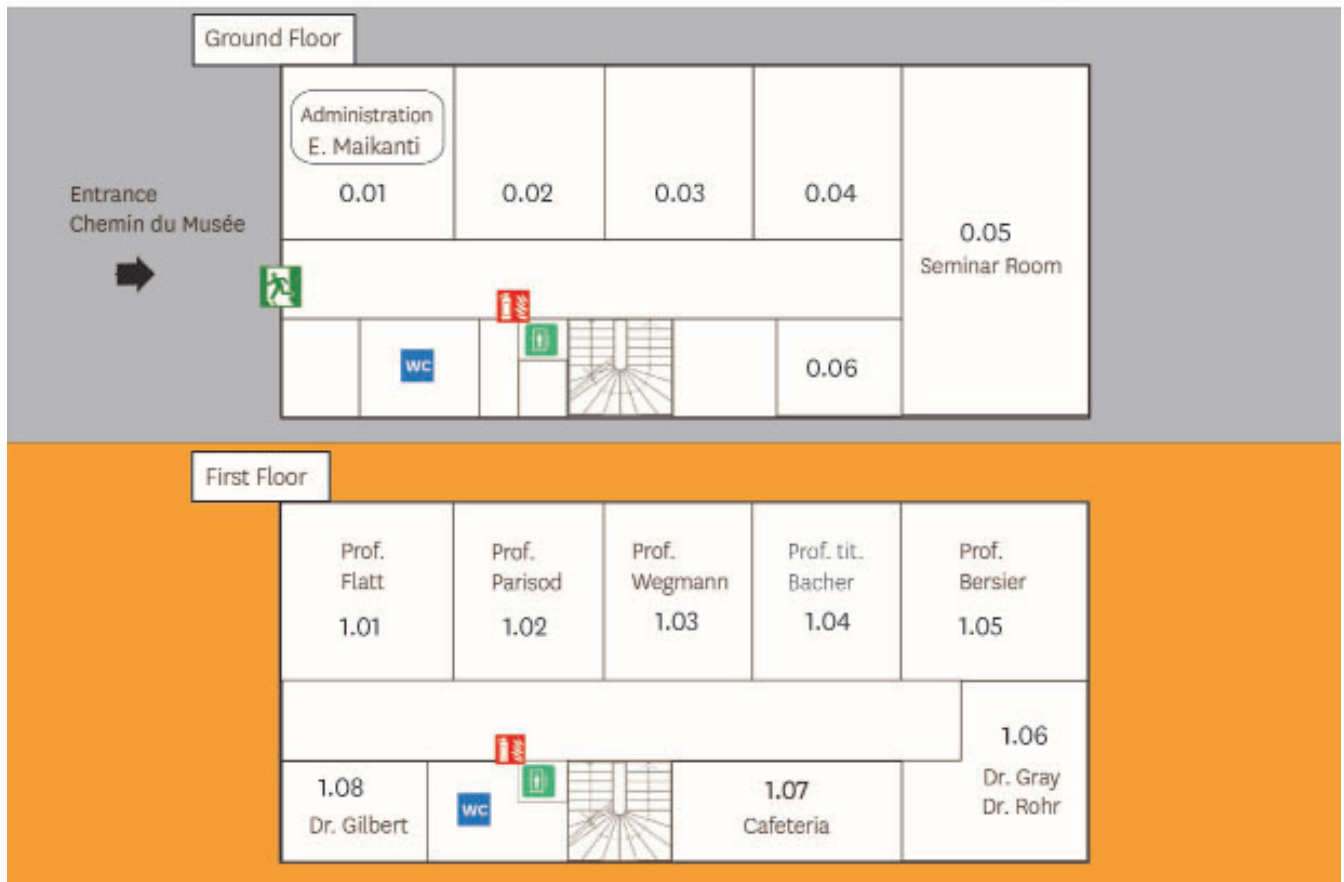 Ground Floor
Administration
E. Maikanti
0.01
0.02
0.03
0.04
Entrance
Chemin du Musée
0.05
Seminar Room
WC
0.06
First Floor
Prof.
Flatt
1.01
Prof.
Parisod
1.02
Prof.
Wegmann
1.03
Prof. tit.
Bacher
1.04
Prof.
Bersier
1.05
1.06
Dr. Gray
Dr. Rohr
1.08
Dr. Gilbert
WC
1.07
Cafeteria